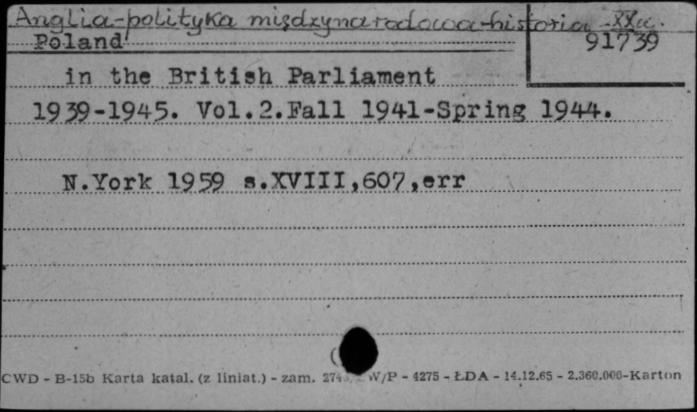 Anglia-polityka międzynarodowa-historia XXw.
Poland
91739
in the British Parliament
1939-1945. Vol.2.Fall 1941-Spring 1944.
N.York 1959 s.XVIII,607,err
CWD - B-15b Karta katal. (z liniat.) - zam. W/P - 4275 - ŁDA - 14.12.65 - 2.360.000-Karton